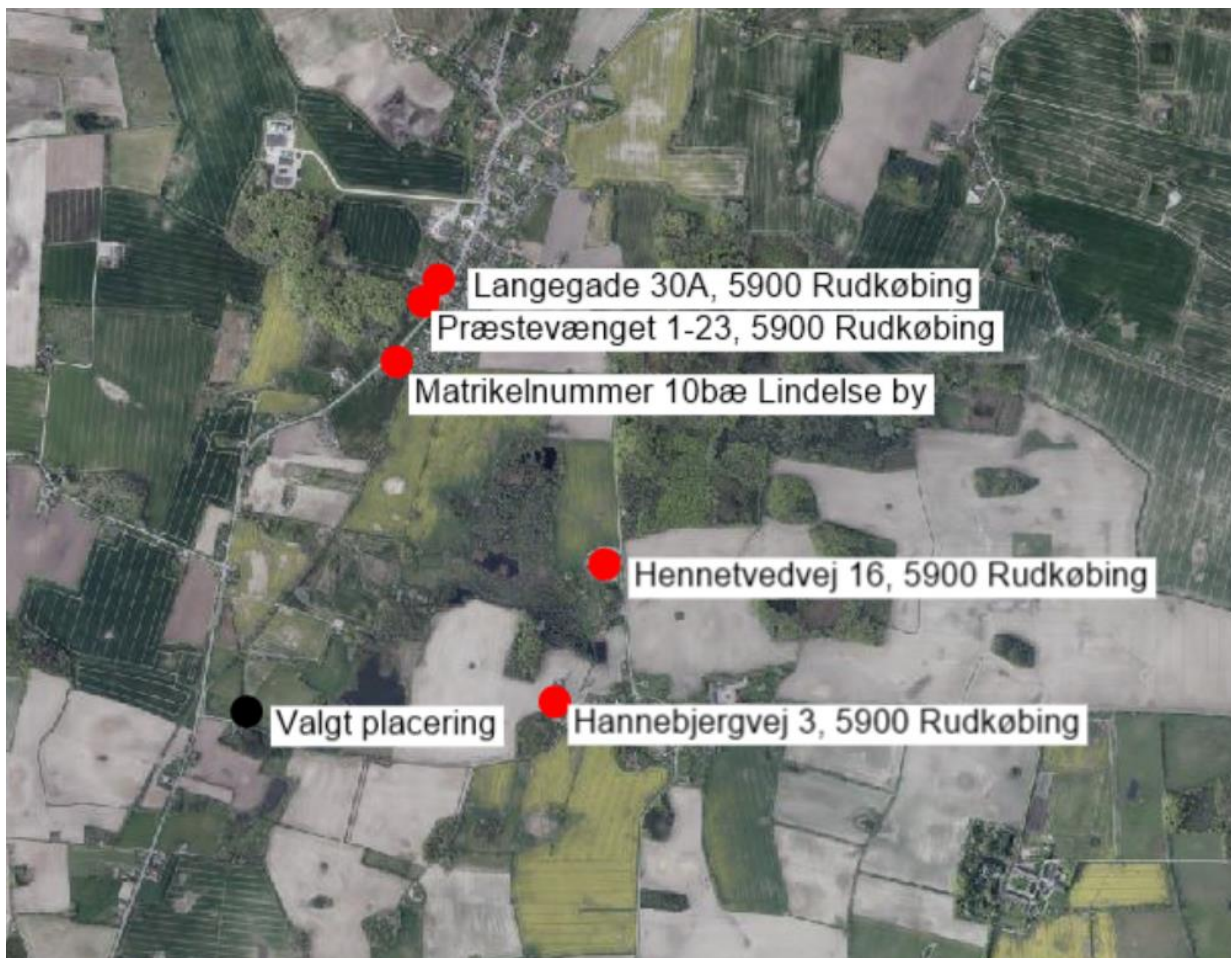 Langegade 30A, 5900 Rudkøbing
Præstevænget 1-23, 5900 Rudkøbing
Matrikelnummer 10bæ Lindelse by
Hennetvedvej 16, 5900 Rudkøbing
Hannebjergvej 3, 5900 Rudkøbing
Valgt placering